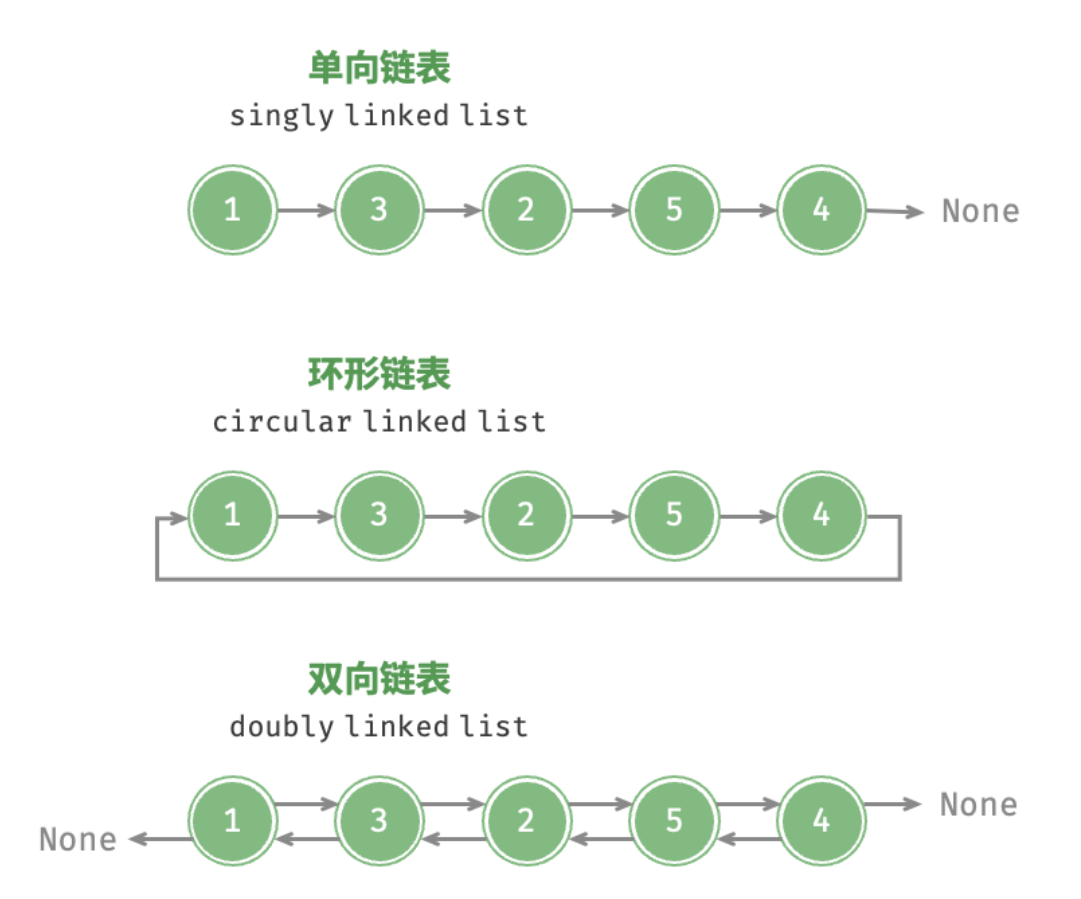 单向链表
singly linked list
1 3 2 5 4 None
环形链表
circular linked list
1 3 2 5 4
双向链表
doubly linked list
1 3 2 5 4 None
None